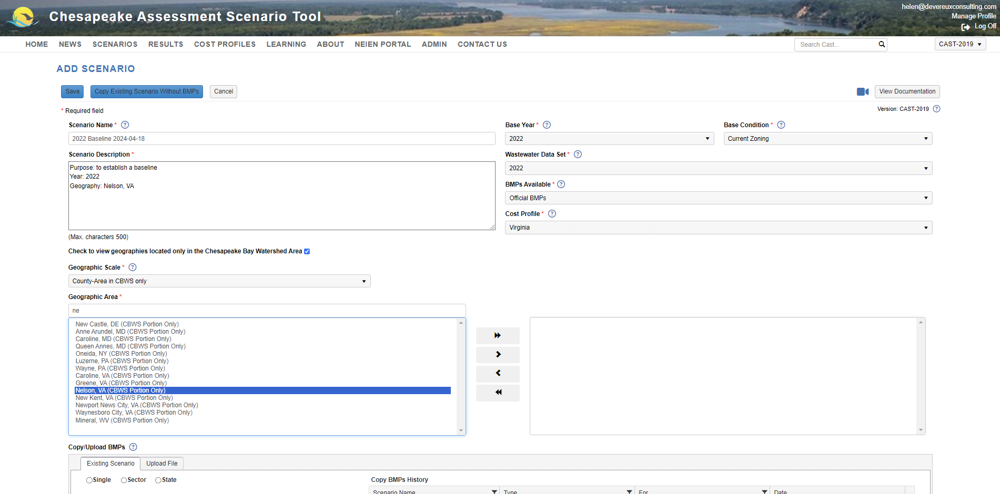 Chesapeake Assessment Scenario Tool
helen@devereuxconsulting.com
Manage Profile
Log Off
HOME NEWS SCENARIOS RESULTS COST PROFILES LEARNING ABOUT NEIEN PORTAL ADMIN CONTACT US
Search Cast...
CAST-2019
ADD SCENARIO
Save
Copy Existing Scenario Without BMPs
Cancel
View Documentation
* Required field
Version: CAST-2019 ?
Scenario Name * ?
2022 Baseline 2024-04-18
Base Year * ?
2022
Base Condition * ?
Current Zoning
Scenario Description *
Purpose: to establish a baseline
Year: 2022
Geography: Nelson, VA
(Max. characters 500)
Wastewater Data Set * ?
2022
BMPs Available * ?
Official BMPs
Cost Profile * ?
Virginia
Check to view geographies located only in the Chesapeake Bay Watershed Area
Geographic Scale * ?
County-Area in CBWS only
Geographic Area *
ne
New Castle, DE (CBWS Portion Only)
Anne Arundel, MD (CBWS Portion Only)
Caroline, MD (CBWS Portion Only)
Queen Annes, MD (CBWS Portion Only)
Oneida, NY (CBWS Portion Only)
Luzerne, PA (CBWS Portion Only)
Wayne, PA (CBWS Portion Only)
Caroline, VA (CBWS Portion Only)
Greene, VA (CBWS Portion Only)
Nelson, VA (CBWS Portion Only)
New Kent, VA (CBWS Portion Only)
Newport News City, VA (CBWS Portion Only)
Waynesboro City, VA (CBWS Portion Only)
Mineral, WV (CBWS Portion Only)
Copy/Upload BMPs ?
Existing Scenario
Upload File
Single Sector State
Copy BMPs History
Scenario Name Type For Date